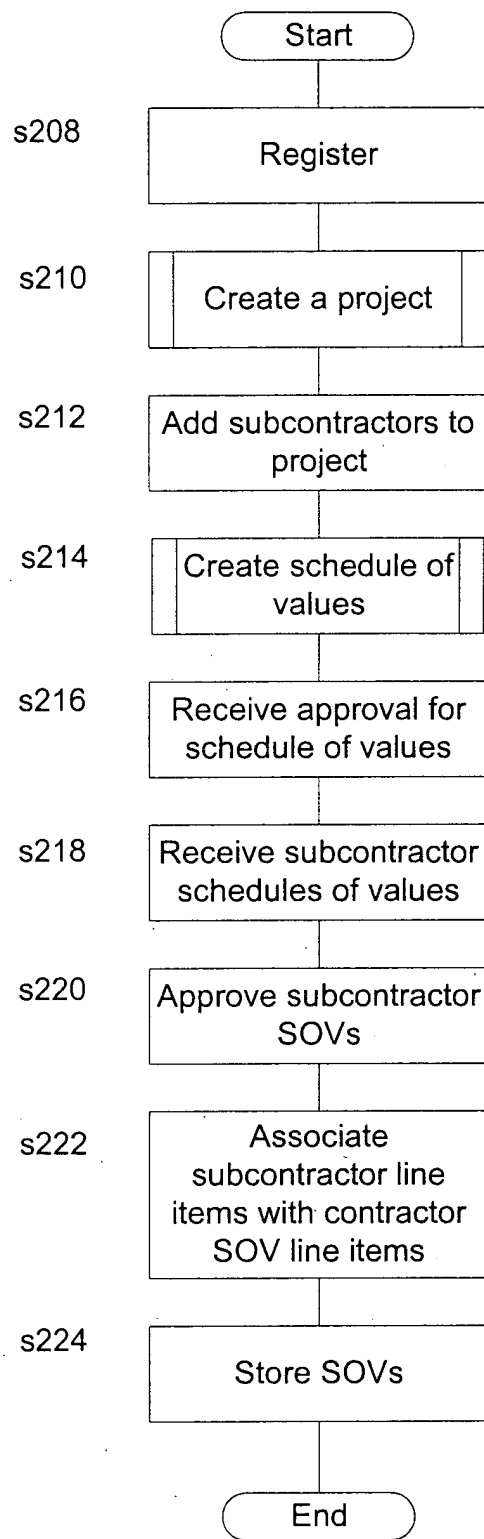 Start
s208
Register
s210
Create a project
s212
Add subcontractors to
project
s214
Create schedule of
values
s216
Receive approval for
schedule of values
s218
Receive subcontractor
schedules of values
s220
Approve subcontractor
SOVs
s222
Associate
subcontractor line
items with contractor
SOV line items
s224
Store SOVs
End